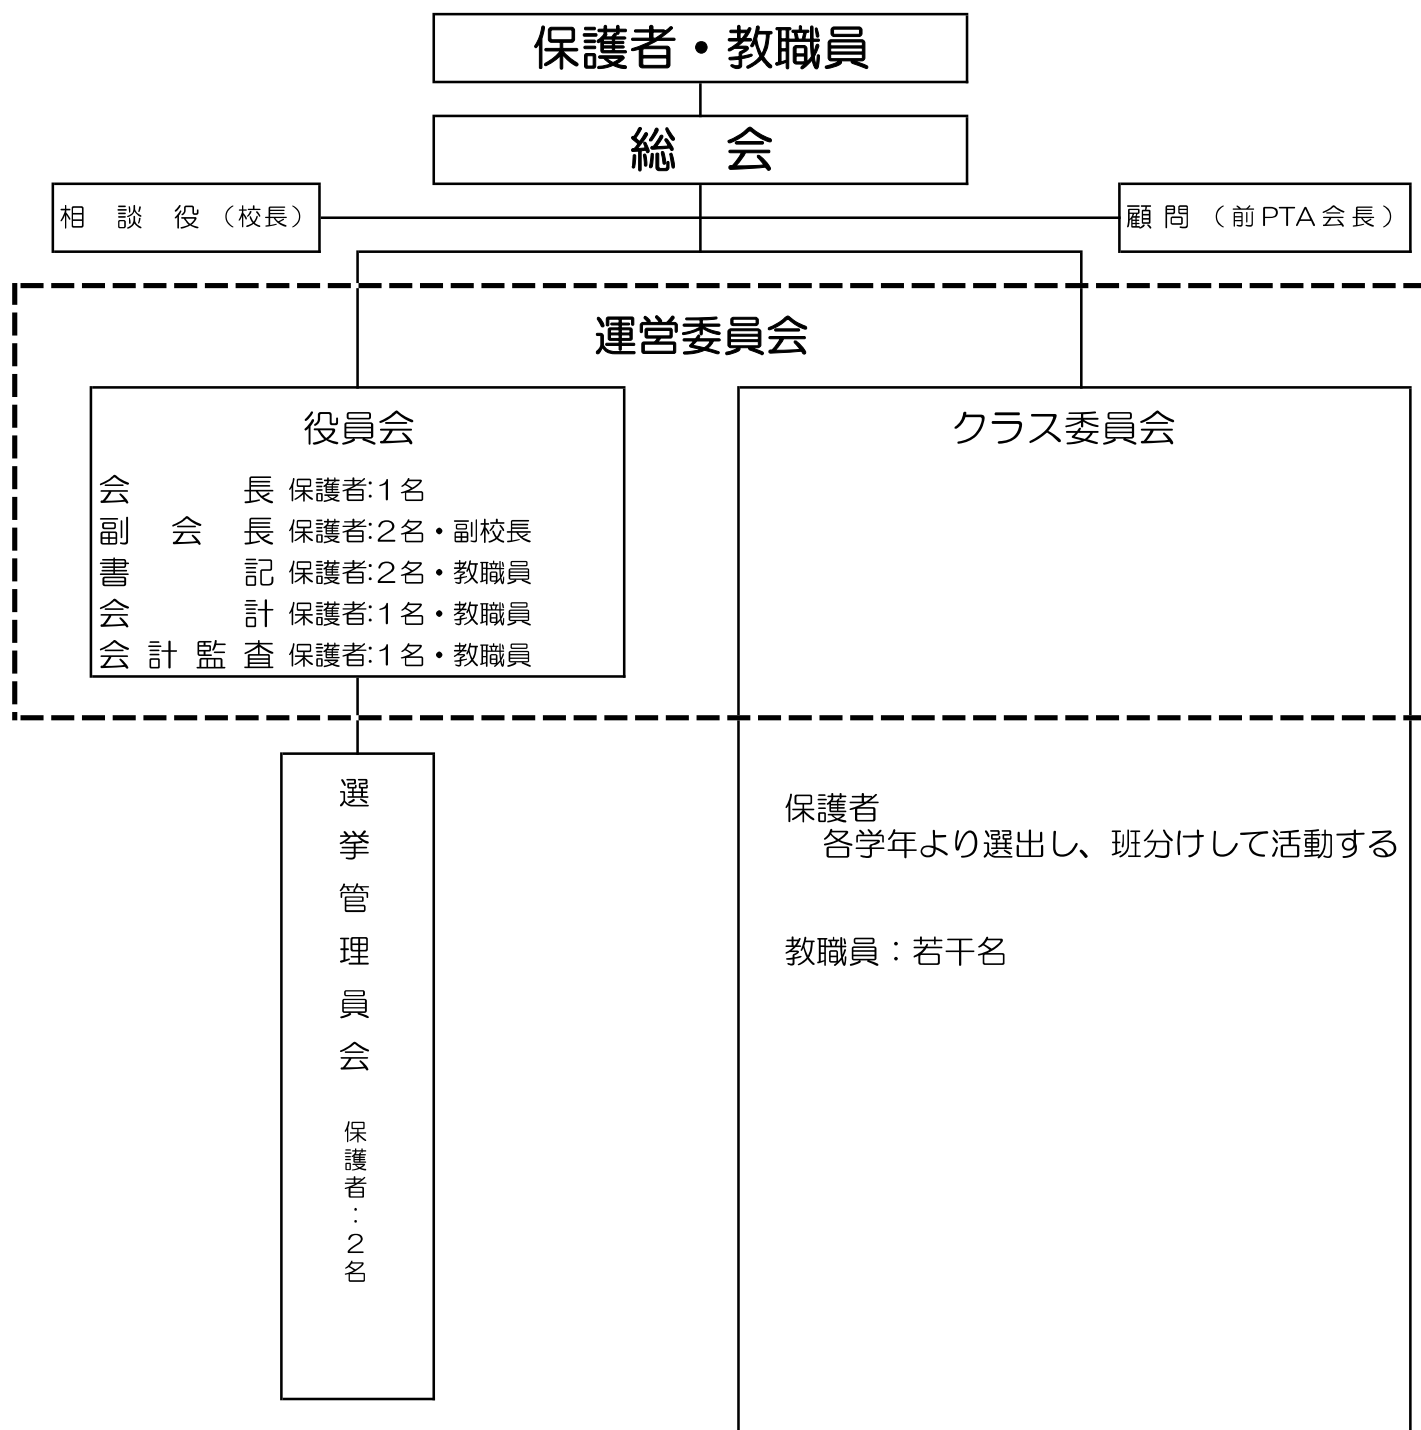 保護者・教職員
総　会
相　談　役（校長）
顧問（前PTA会長）
運営委員会
役員会
会　　　長 保護者:1名
副　会　長 保護者:2名・副校長
書　　　記 保護者:2名・教職員
会　　　計 保護者:1名・教職員
会計監査 保護者:1名・教職員
クラス委員会
選挙管理員会　保護者：2名
保護者
各学年より選出し、班分けして活動する
教職員：若干名